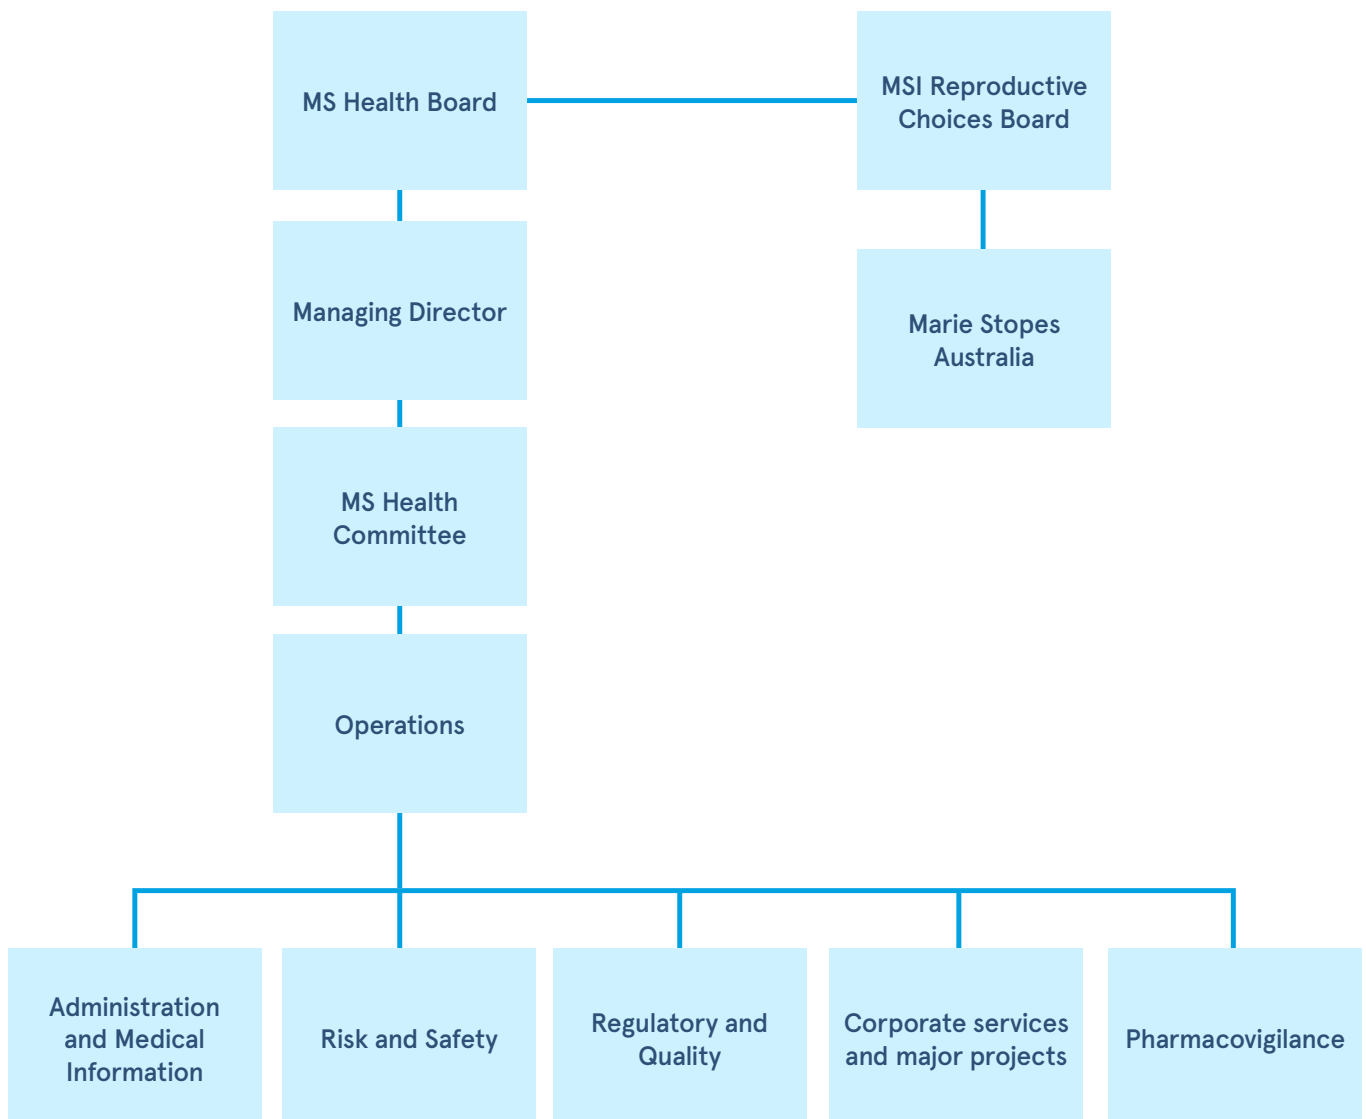 MS Health Board
MSI Reproductive
Choices Board
Managing Director
Marie Stopes
Australia
MS Health
Committee
Operations
Administration
and Medical
Information
Risk and Safety
Regulatory and
Quality
Corporate services
and major projects
Pharmacovigilance